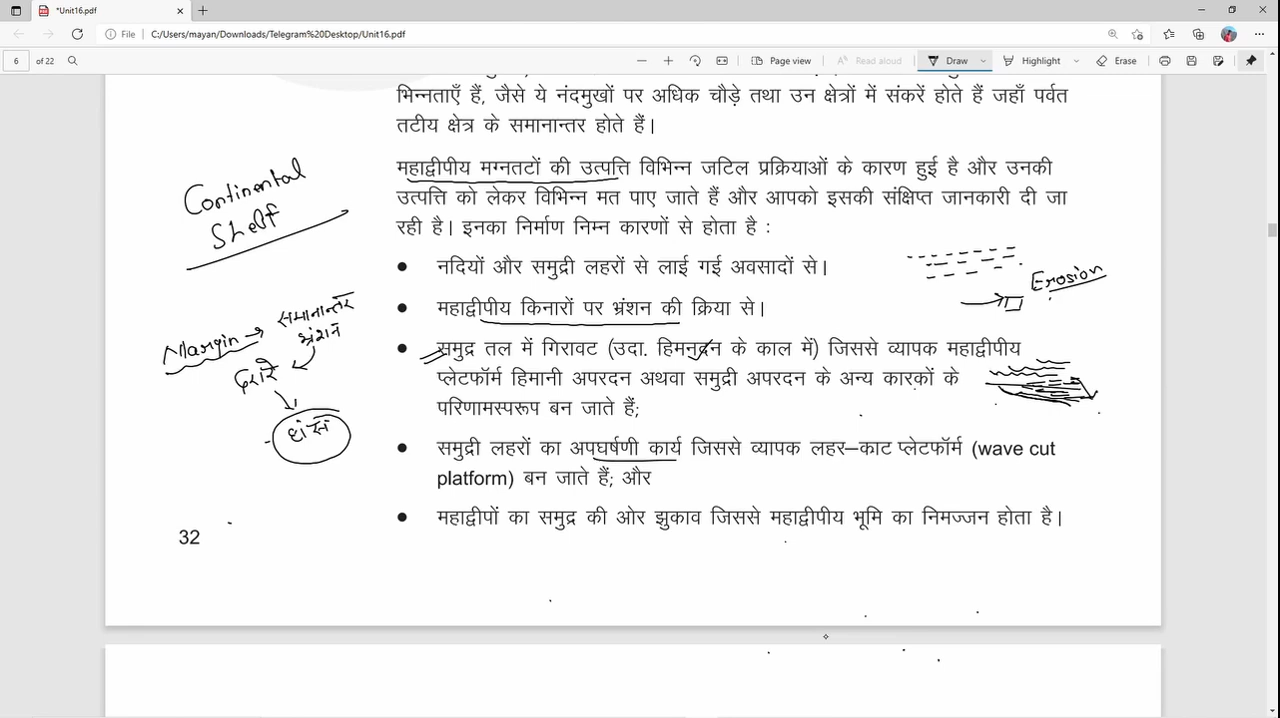 *Unit16.pdf
File C:/Users/mayan/Downloads/Telegram%20Desktop/Unit16.pdf
6 of 22 Page view Read aloud Draw Highlight Erase
भिन्नताएँ हैं, जैसे ये नंदमुखों पर अधिक चौड़े तथा उन क्षेत्रों में संकरें होते हैं जहाँ पर्वत
तटीय क्षेत्र के समानान्तर होते हैं।
महाद्वीपीय मग्नतटों की उत्पत्ति विभिन्न जटिल प्रक्रियाओं के कारण हुई है और उनकी
उत्पत्ति को लेकर विभिन्न मत पाए जाते हैं और आपको इसकी संक्षिप्त जानकारी दी जा
रही है। इनका निर्माण निम्न कारणों से होता है :
Continental
Shelf
• नदियों और समुद्री लहरों से लाई गई अवसादों से।
Erosion
• महाद्वीपीय किनारों पर भ्रंशन की क्रिया से।
Margin → समानान्तर
भ्रंशन
दरारें
धंस
• समुद्र तल में गिरावट (उदा. हिमनदन के काल में) जिससे व्यापक महाद्वीपीय
प्लेटफॉर्म हिमानी अपरदन अथवा समुद्री अपरदन के अन्य कारकों के
परिणामस्परूप बन जाते हैं;
• समुद्री लहरों का अपघर्षणी कार्य जिससे व्यापक लहर–काट प्लेटफॉर्म (wave cut
platform) बन जाते हैं; और
• महाद्वीपों का समुद्र की ओर झुकाव जिससे महाद्वीपीय भूमि का निमज्जन होता है।
32